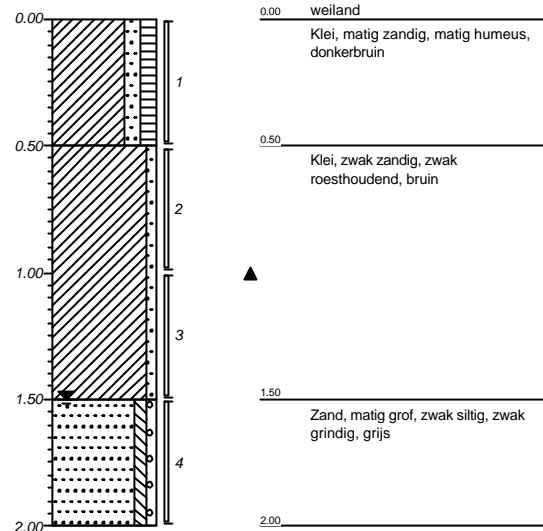 0.00
1
0.50
2
1.00
3
1.50
4
2.00
0.00
weiland
Klei, matig zandig, matig humeus,
donkerbruin
0.50
Klei, zwak zandig, zwak
roesthoudend, bruin
1.50
Zand, matig grof, zwak siltig, zwak
grindig, grijs
2.00